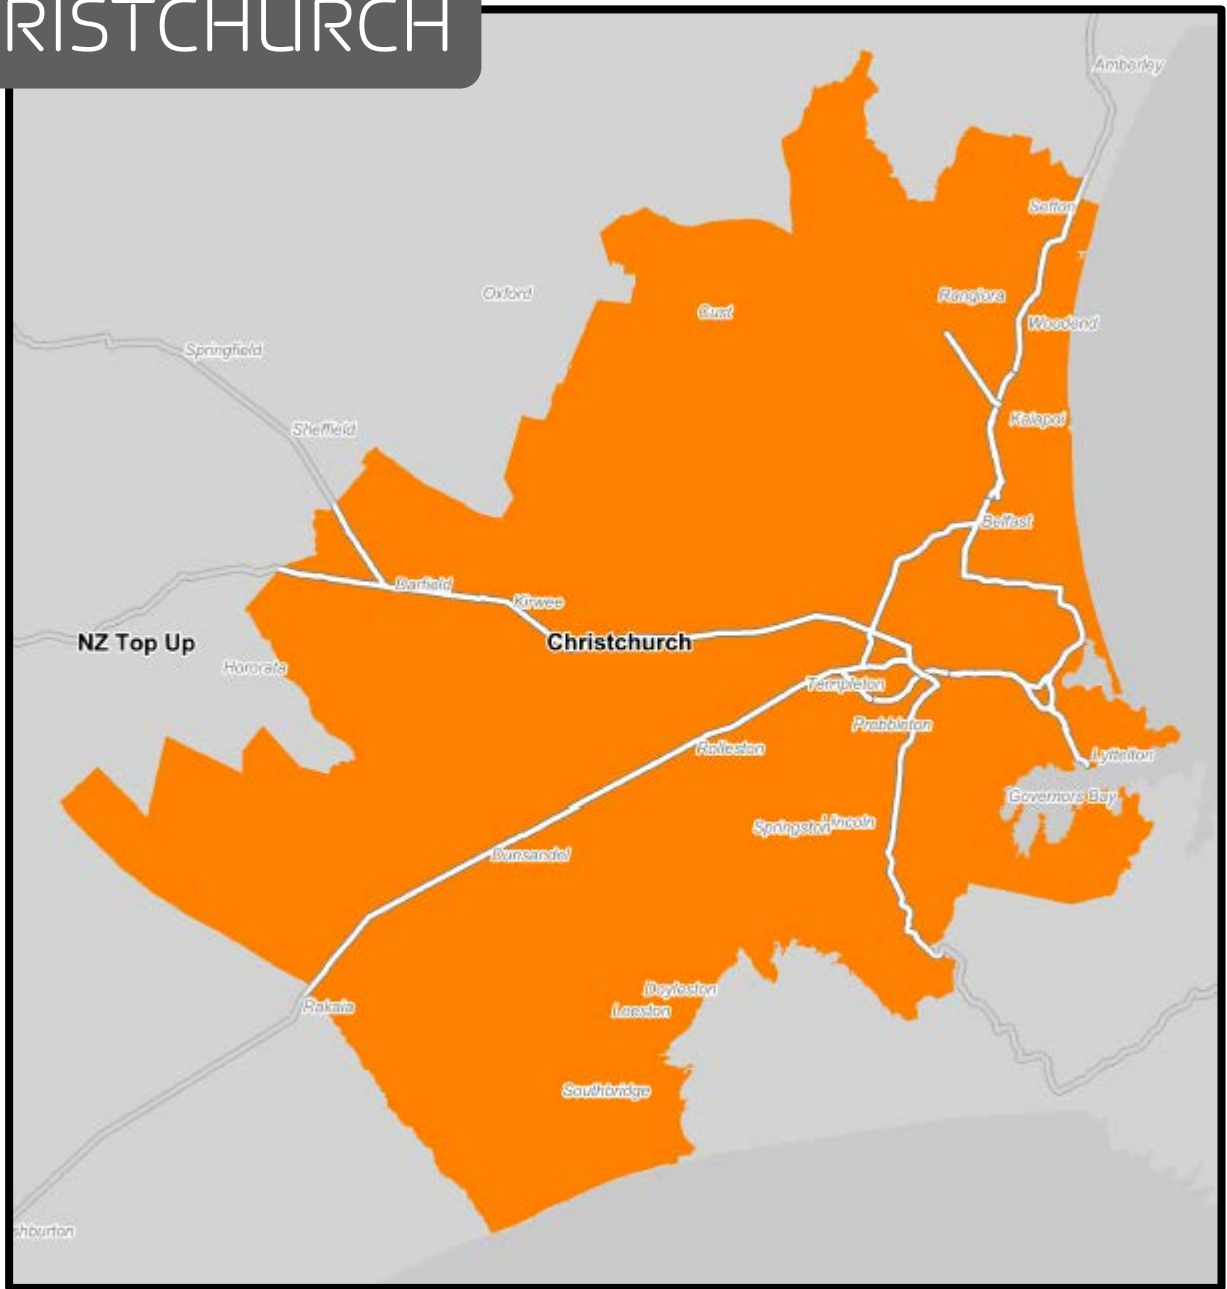 RISTCHURCH
Amberley
Sefton
Oxford
Rangiora
Cust
Woodend
Springfield
Kaiapoi
Sheffield
Belfast
Darfield
Kirwee
NZ Top Up
Christchurch
Hororata
Templeton
Prebbleton
Rolleston
Lyttelton
Governors Bay
Springston
Lincoln
Dunsandel
Doyleston
Rakaia
Leeston
Southbridge
shburton